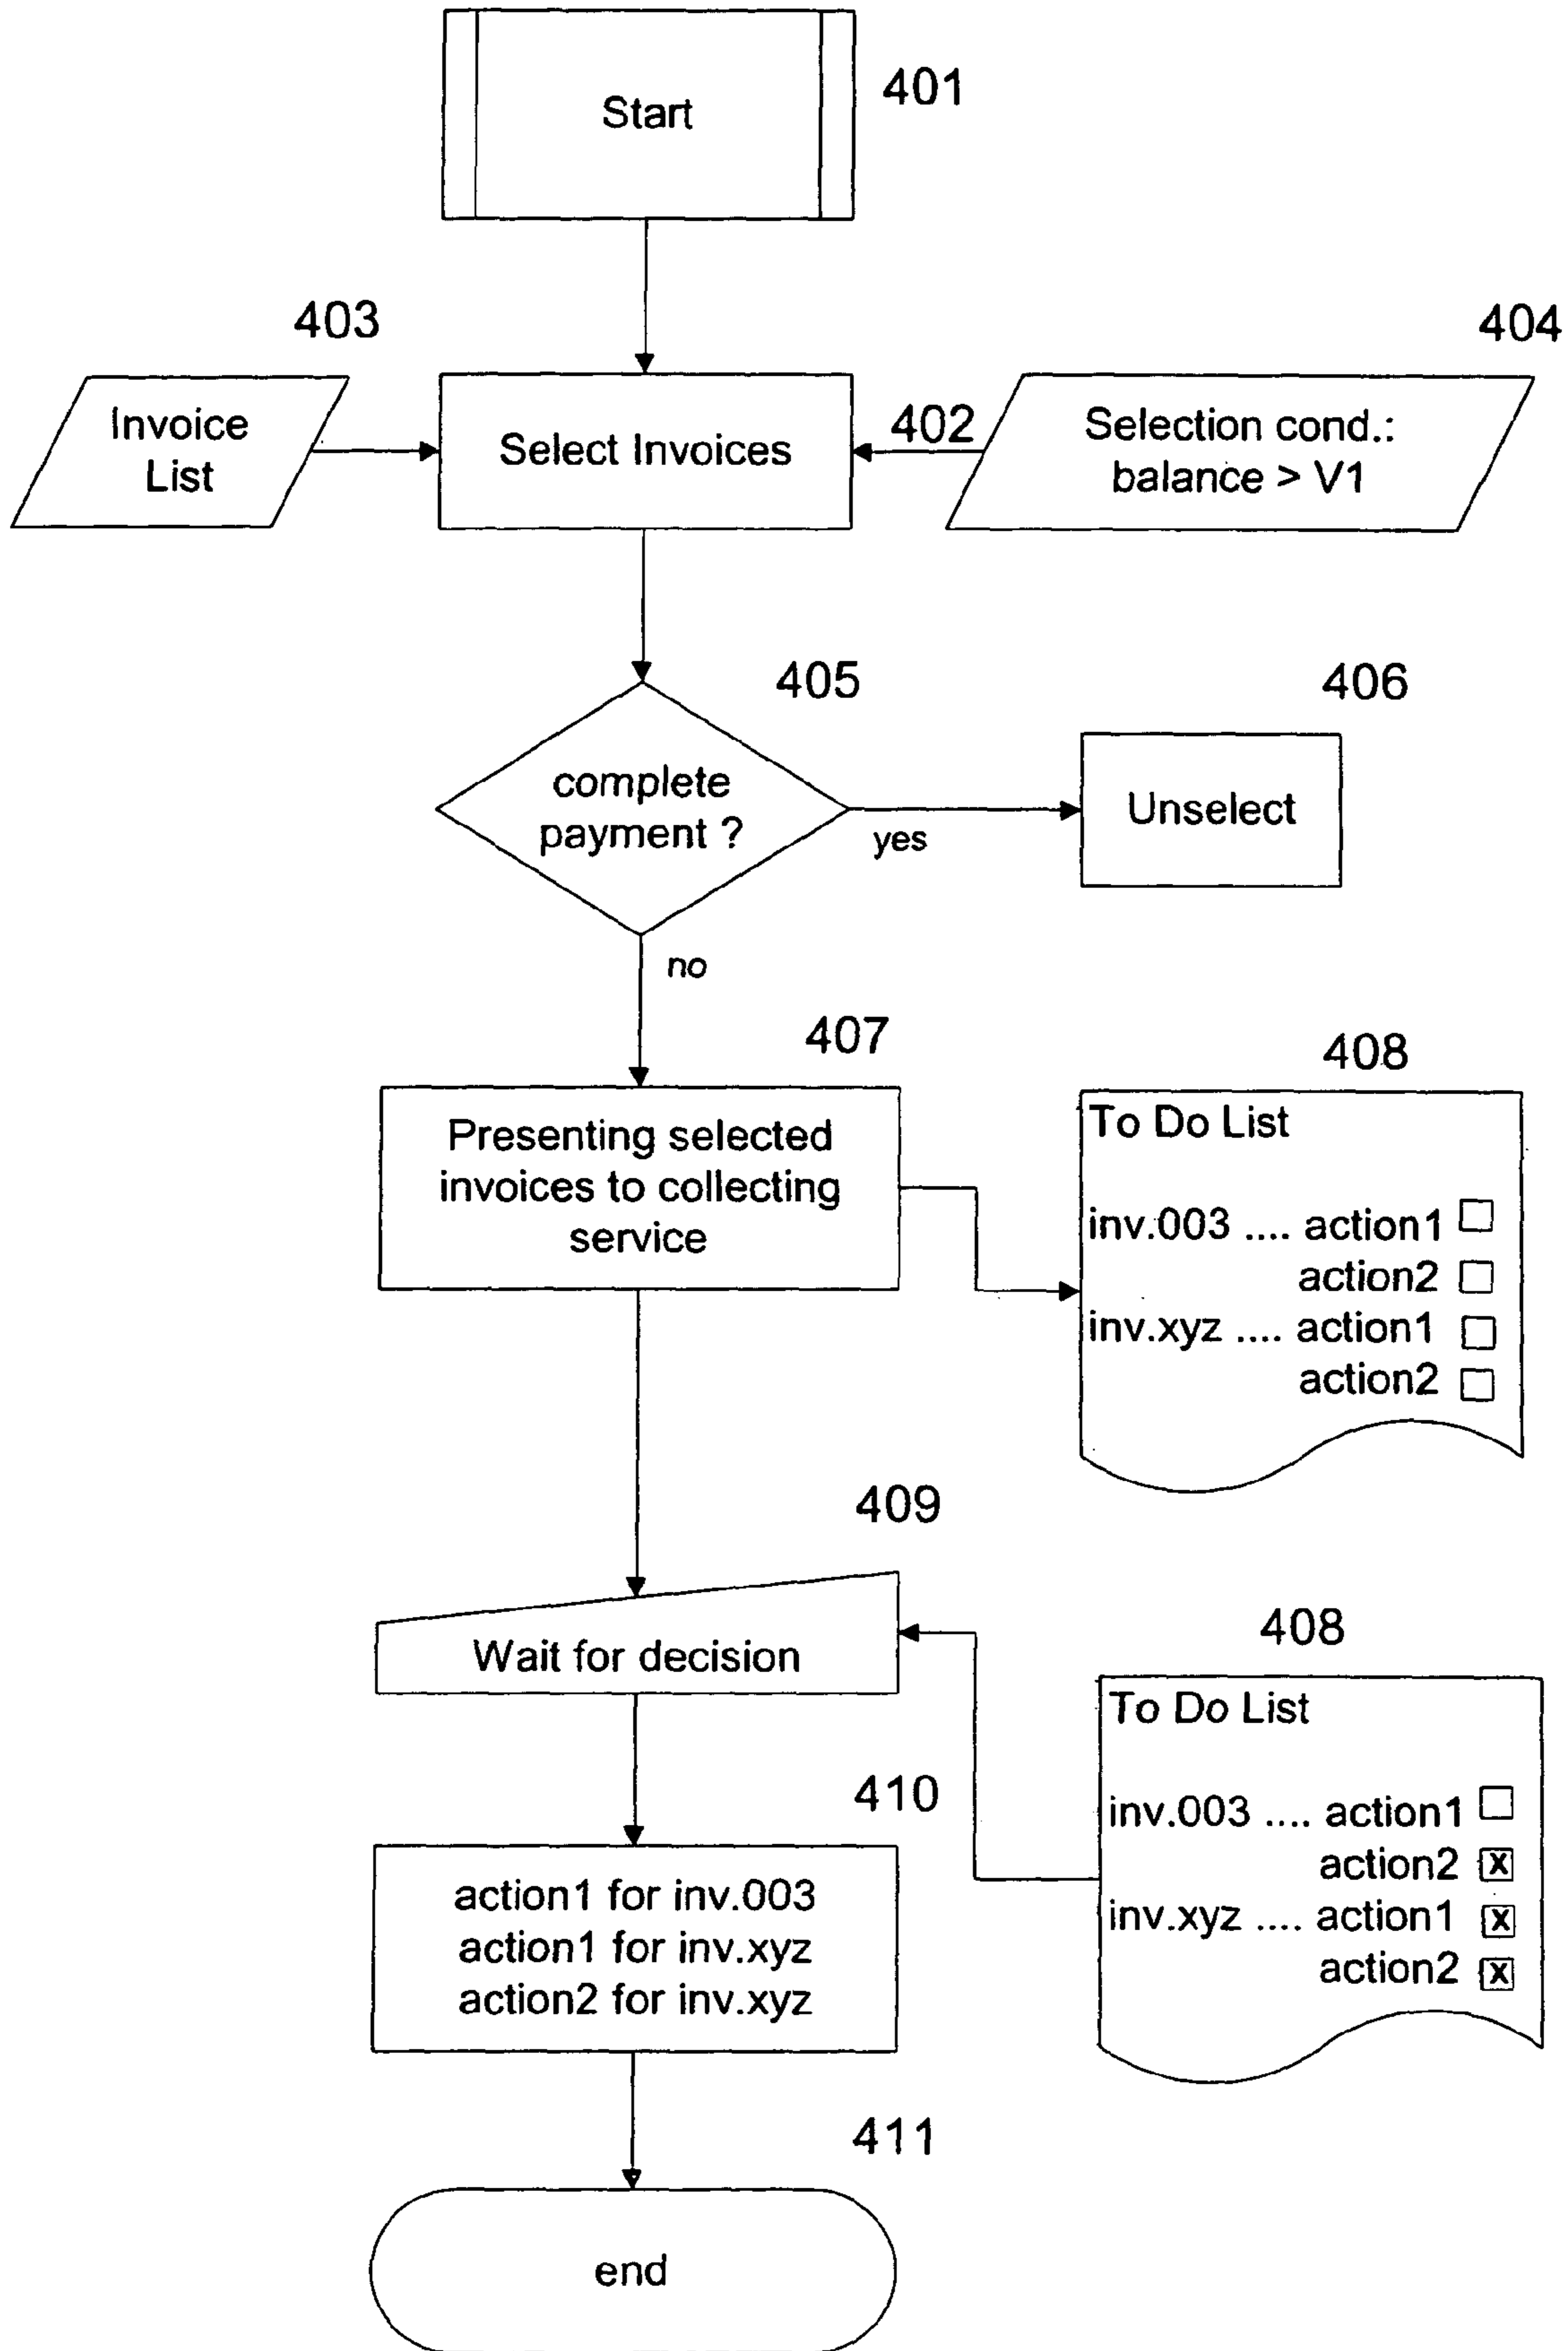 Start
401
403
404
Invoice
List
Select Invoices
402
Selection cond.:
balance > V1
405
406
complete
payment ?
yes
Unselect
no
407
408
Presenting selected
invoices to collecting
service
To Do List
inv.003 .... action1
action2
inv.xyz .... action1
action2
409
Wait for decision
408
To Do List
inv.003 .... action1
action2 x
inv.xyz .... action1 x
action2 x
410
action1 for inv.003
action1 for inv.xyz
action2 for inv.xyz
411
end